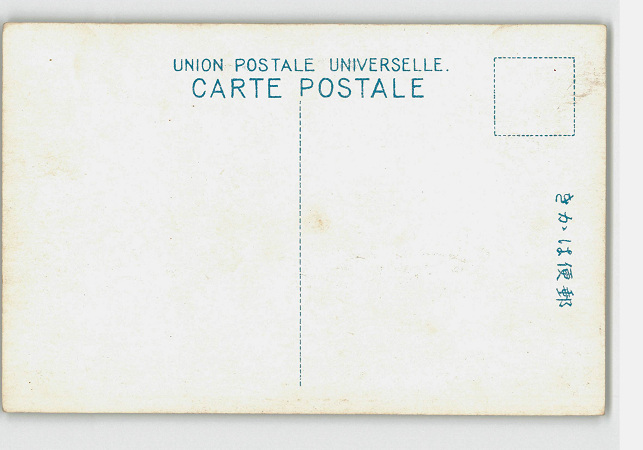 UNION POSTALE UNIVERSELLE.
CARTE POSTALE
きかは便郵